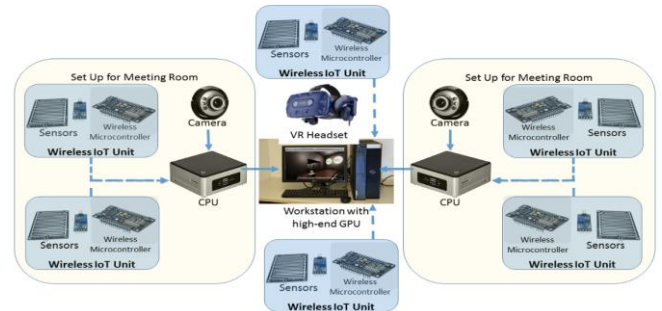 Sensors
Wireless
Microcontroller
Wireless IoT Unit
Set Up for Meeting Room
Sensors
Wireless
Microcontroller
Wireless IoT Unit
Camera
CPU
Sensors
Wireless
Microcontroller
Wireless IoT Unit
VR Headset
Workstation with
high-end GPU
Sensors
Wireless
Microcontroller
Wireless IoT Unit
Set Up for Meeting Room
Camera
CPU
Wireless
Microcontroller
Sensors
Wireless IoT Unit
Wireless
Microcontroller
Sensors
Wireless IoT Unit